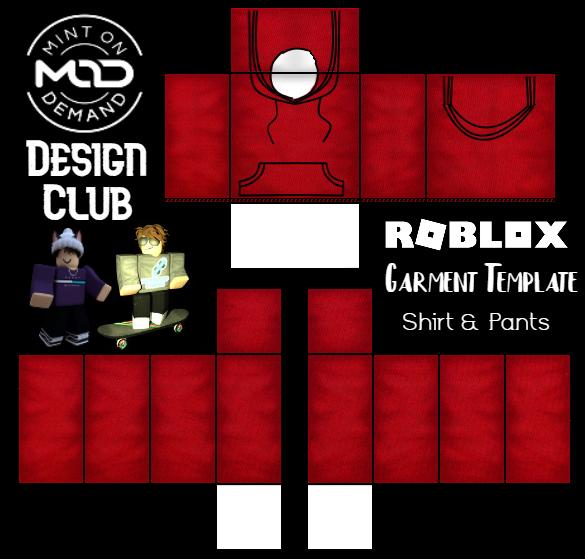 MINT ON
MOD
DEMAND
DESIGN
CLUB
ROBLOX
GARMENT TEMPLATE
Shirt & Pants